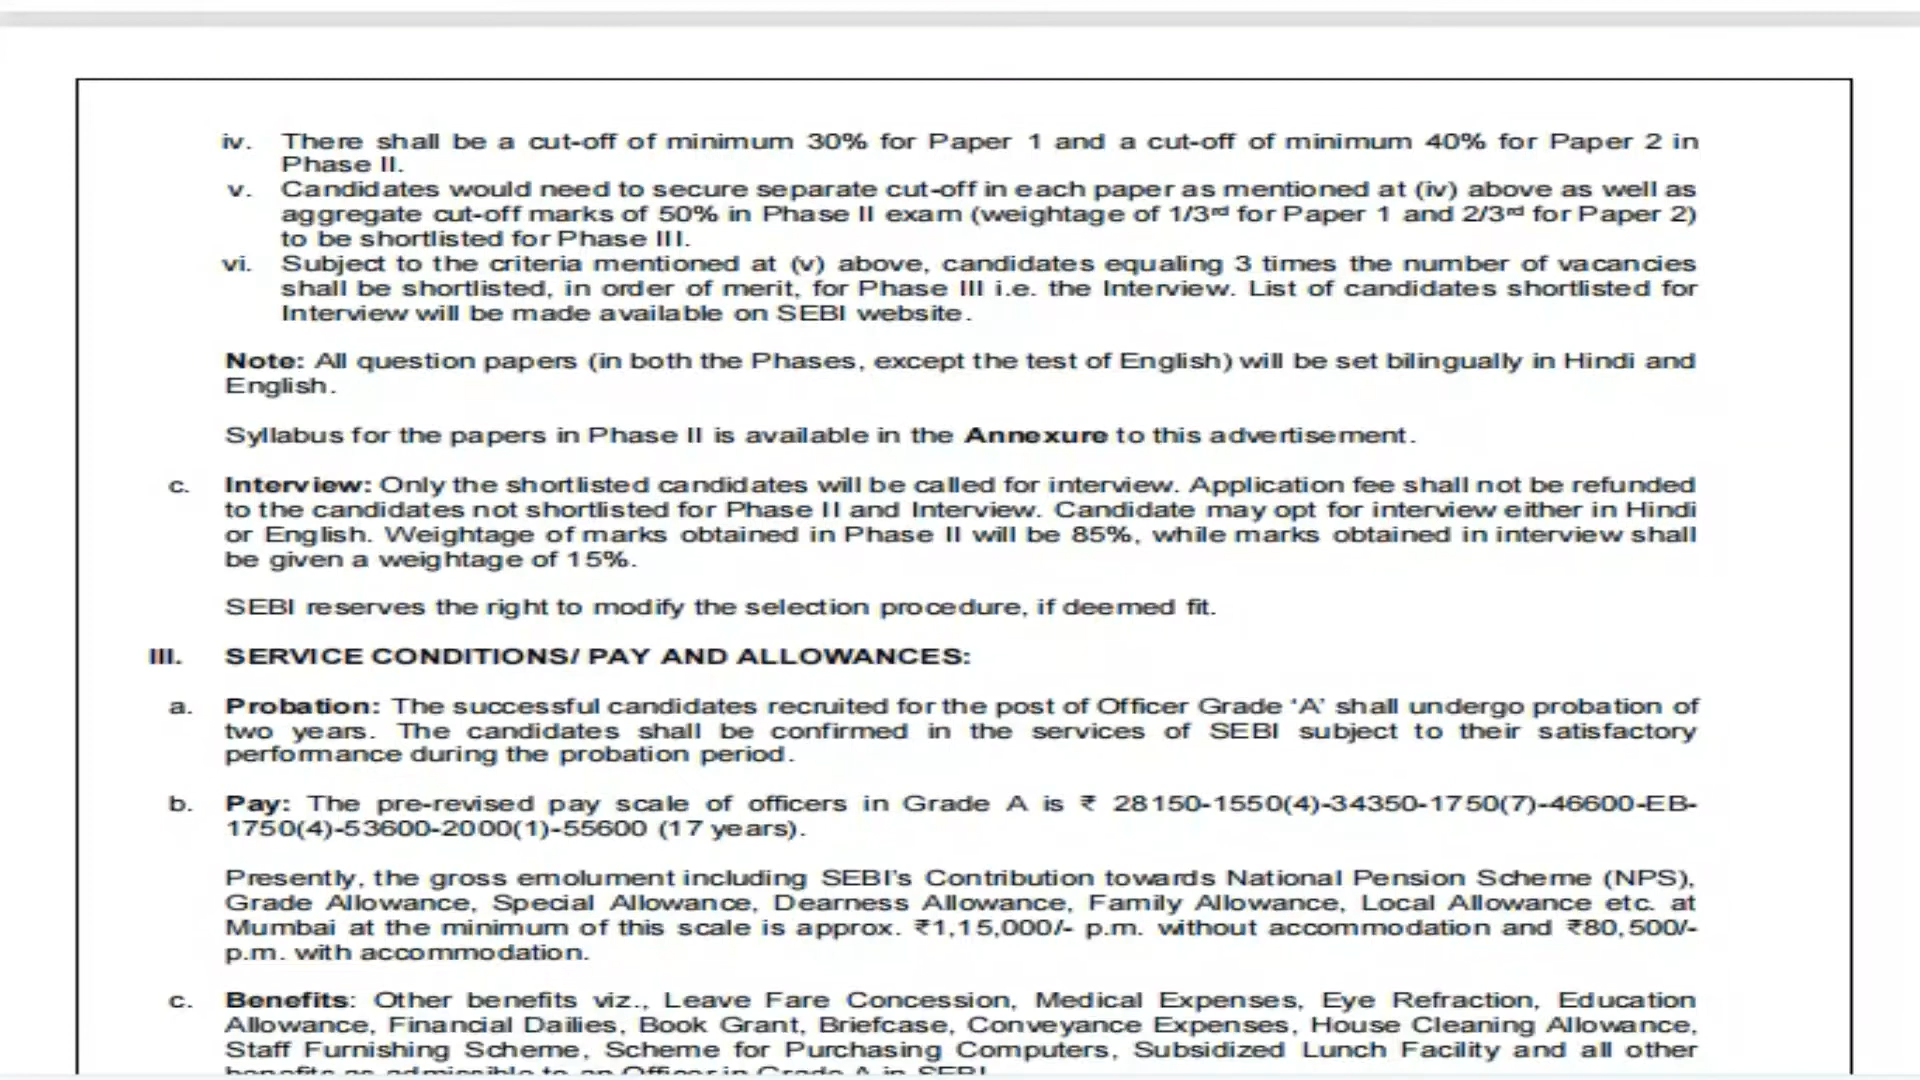 iv. There shall be a cut-off of minimum 30% for Paper 1 and a cut-off of minimum 40% for Paper 2 in
Phase II.
v. Candidates would need to secure separate cut-off in each paper as mentioned at (iv) above as well as
aggregate cut-off marks of 50% in Phase II exam (weightage of 1/3rd for Paper 1 and 2/3rd for Paper 2)
to be shortlisted for Phase III.
vi. Subject to the criteria mentioned at (v) above, candidates equaling 3 times the number of vacancies
shall be shortlisted, in order of merit, for Phase III i.e. the Interview. List of candidates shortlisted for
Interview will be made available on SEBI website.
Note: All question papers (in both the Phases, except the test of English) will be set bilingually in Hindi and
English.
Syllabus for the papers in Phase II is available in the Annexure to this advertisement.
c. Interview: Only the shortlisted candidates will be called for interview. Application fee shall not be refunded
to the candidates not shortlisted for Phase II and Interview. Candidate may opt for interview either in Hindi
or English. Weightage of marks obtained in Phase II will be 85%, while marks obtained in interview shall
be given a weightage of 15%.
SEBI reserves the right to modify the selection procedure, if deemed fit.
III. SERVICE CONDITIONS/ PAY AND ALLOWANCES:
a. Probation: The successful candidates recruited for the post of Officer Grade ‘A’ shall undergo probation of
two years. The candidates shall be confirmed in the services of SEBI subject to their satisfactory
performance during the probation period.
b. Pay: The pre-revised pay scale of officers in Grade A is ₹ 28150-1550(4)-34350-1750(7)-46600-EB-
1750(4)-53600-2000(1)-55600 (17 years).
Presently, the gross emolument including SEBI’s Contribution towards National Pension Scheme (NPS),
Grade Allowance, Special Allowance, Dearness Allowance, Family Allowance, Local Allowance etc. at
Mumbai at the minimum of this scale is approx. ₹1,15,000/- p.m. without accommodation and ₹80,500/-
p.m. with accommodation.
c. Benefits: Other benefits viz., Leave Fare Concession, Medical Expenses, Eye Refraction, Education
Allowance, Financial Dailies, Book Grant, Briefcase, Conveyance Expenses, House Cleaning Allowance,
Staff Furnishing Scheme, Scheme for Purchasing Computers, Subsidized Lunch Facility and all other
benefits as admissible to an Officer in Grade A in SEBI